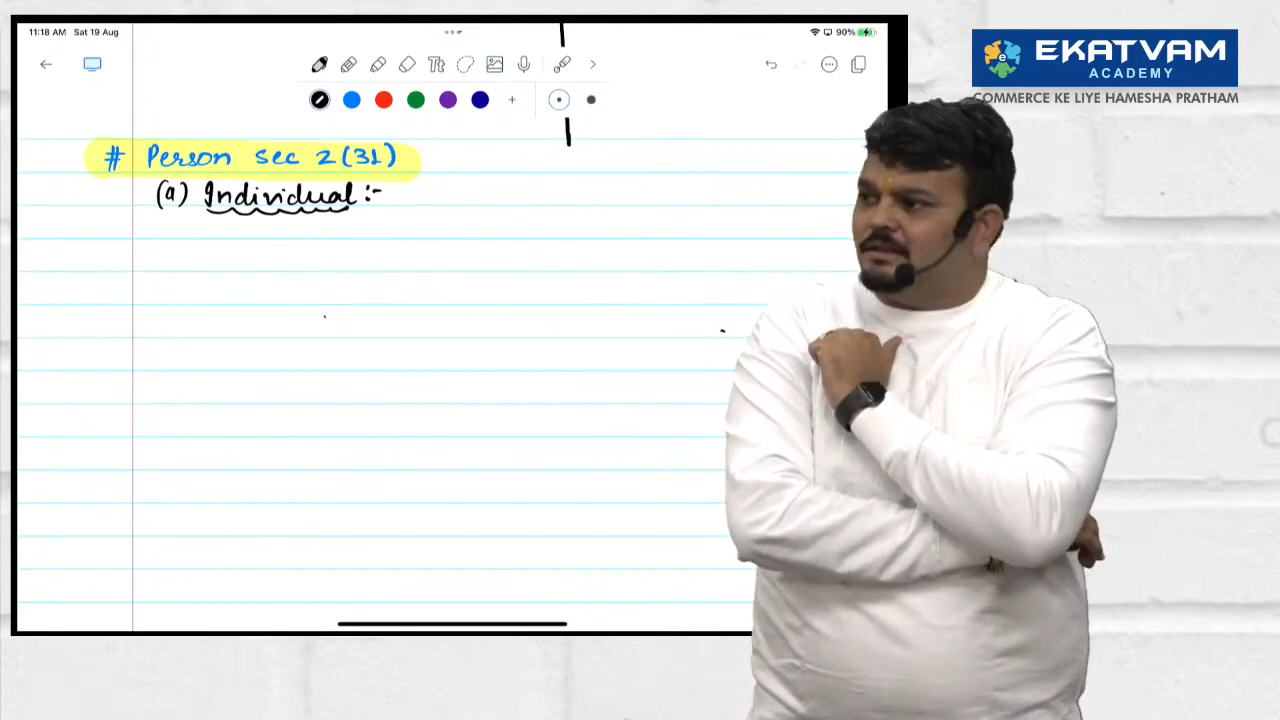 11:18 AM Sat 19 Aug
90%
Tt
# Person sec 2(31)
(a) Individual :-
e
EKATVAM
ACADEMY
COMMERCE KE LIYE HAMESHA PRATHAM